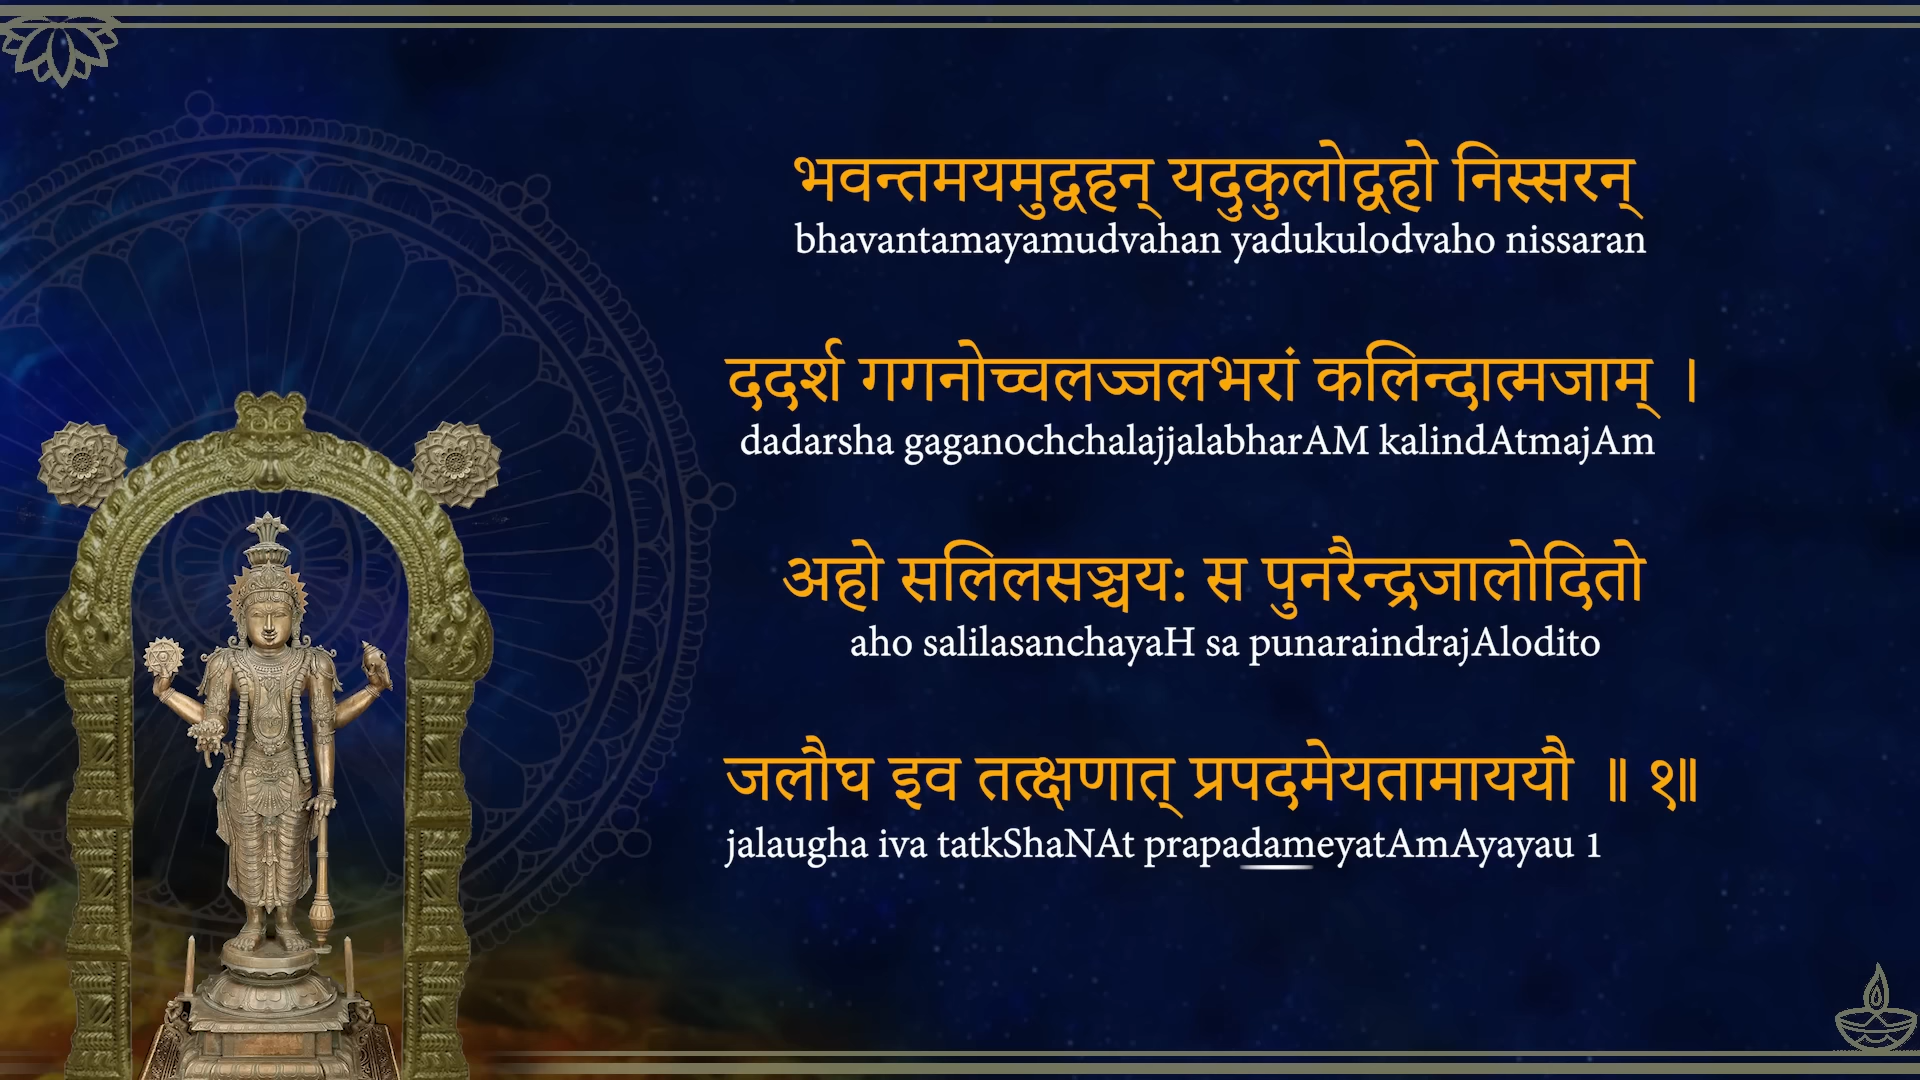 भवन्तमयमुद्वहन् यदुकुलोद्वहो निस्सरन्
bhavantamayamudvahan yadukulodvaho nissaran
ददर्श गगनोच्चलज्जलभरां कलिन्दात्मजाम् ।
dadarsha gaganochchalajjalabharAM kalindAtmajAm
अहो सलिलसञ्चय: स पुनरैन्द्रजालोदितो
aho salilasanchayaH sa punaraindrajAlodito
जलौघ इव तत्क्षणात् प्रपदमेयतामाययौ ॥ १॥
jalaugha iva tatkShaNAt prapadameyatAmAyayau 1